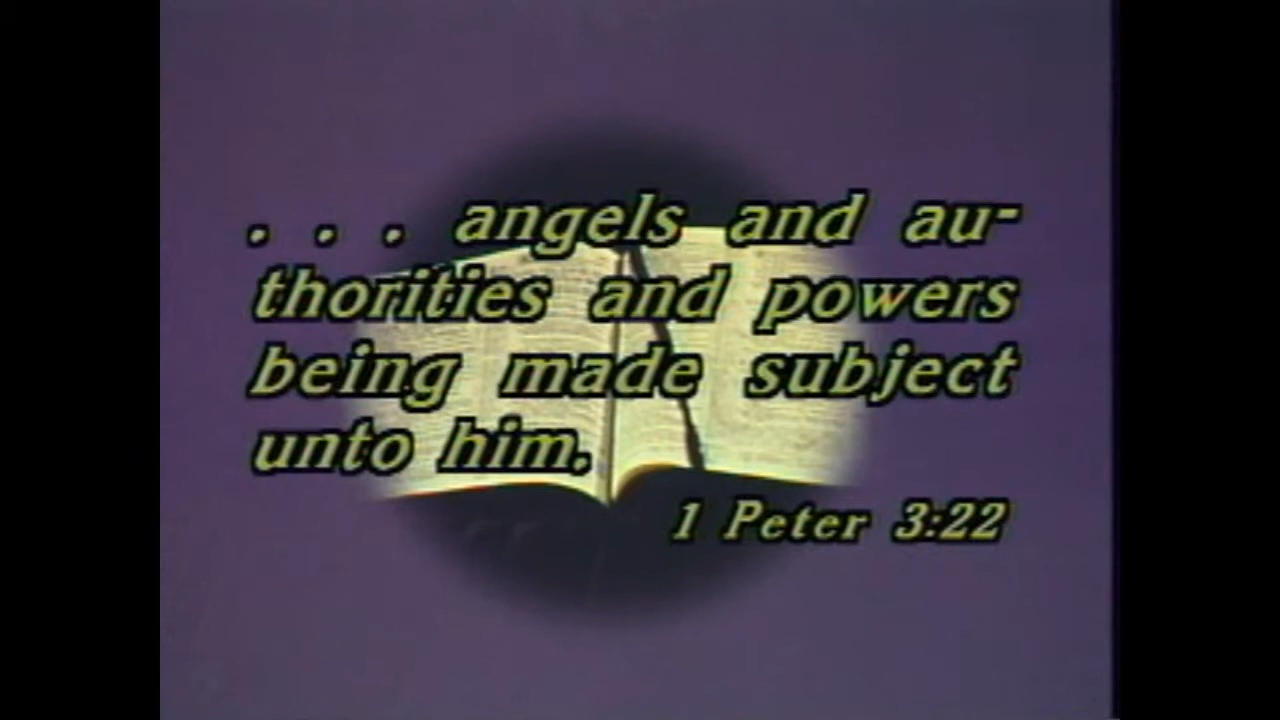 . . . angels and au-
thorities and powers
being made subject
unto him.
1 Peter 3:22